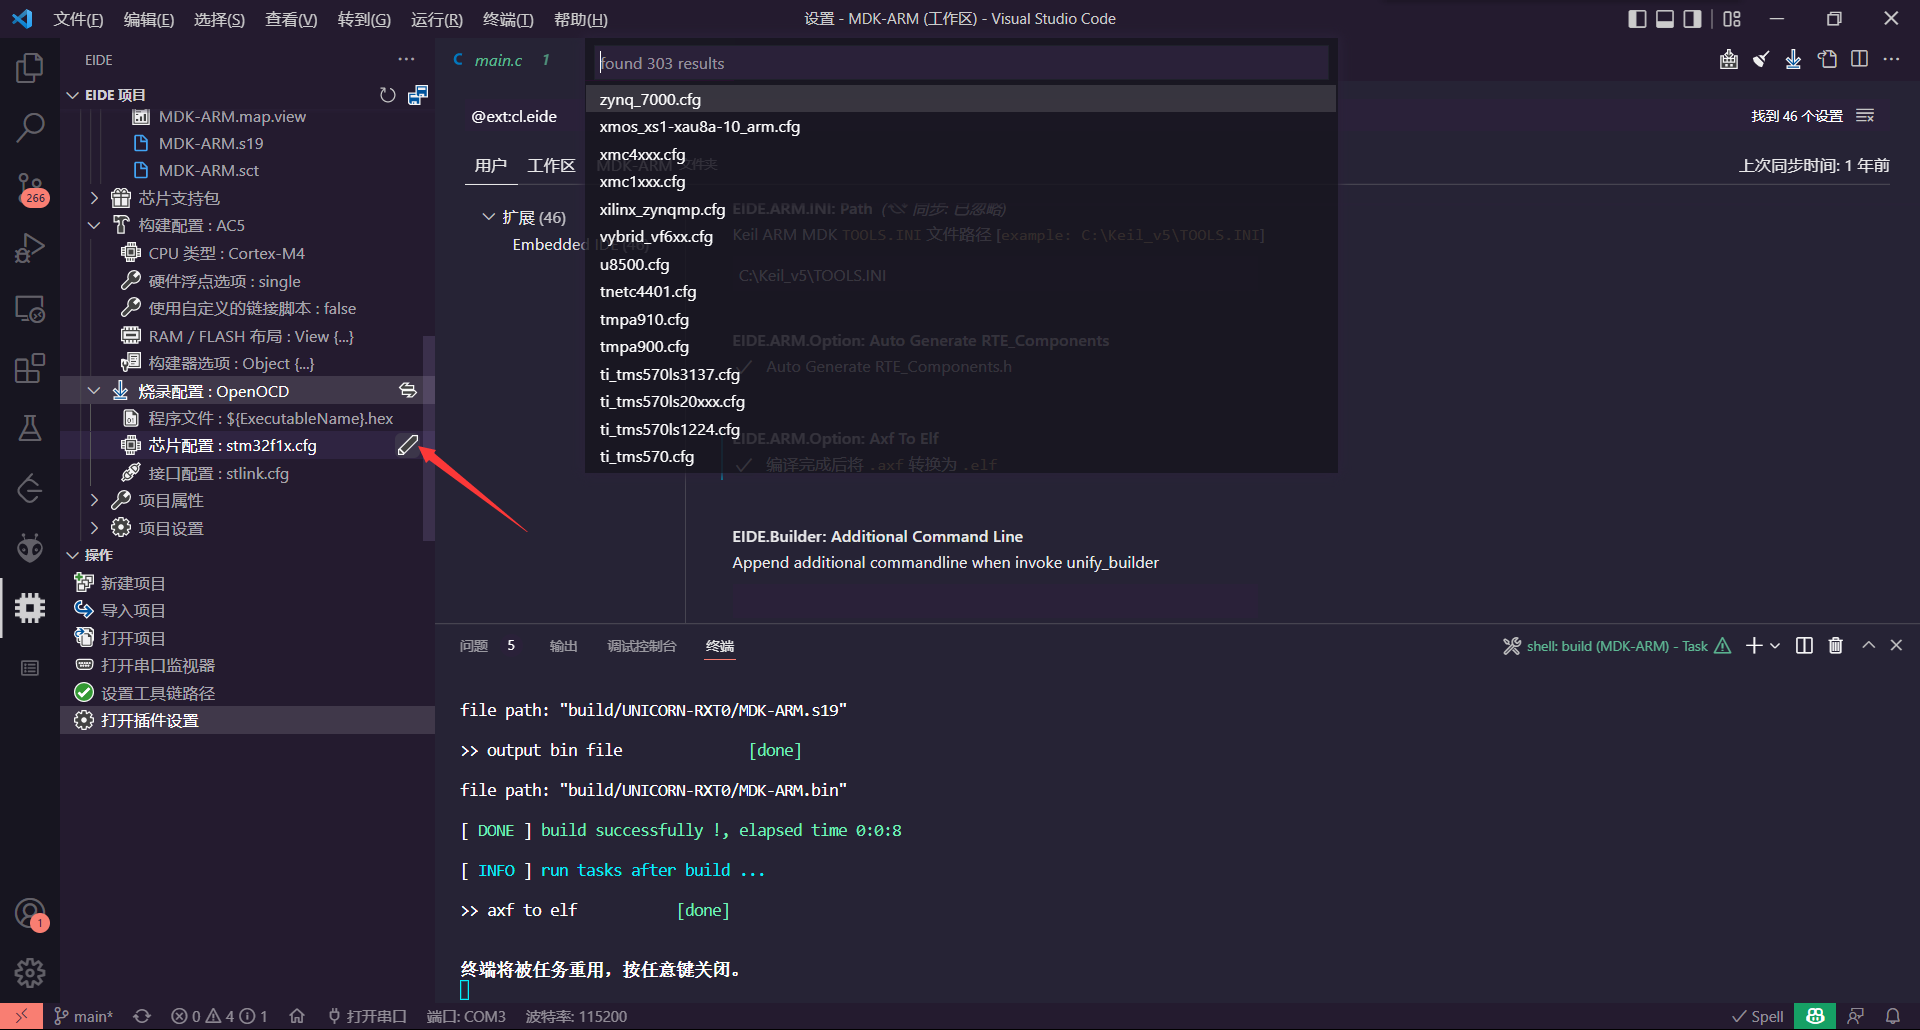 文件(F) 编辑(E) 选择(S) 查看(V) 转到(G) 运行(R) 终端(T) 帮助(H)
设置 - MDK-ARM (工作区) - Visual Studio Code
EIDE
EIDE 项目
MDK-ARM.map.view
MDK-ARM.s19
MDK-ARM.sct
芯片支持包
构建配置 : AC5
CPU 类型 : Cortex-M4
硬件浮点选项 : single
使用自定义的链接脚本 : false
RAM / FLASH 布局 : View {...}
构建器选项 : Object {...}
烧录配置 : OpenOCD
程序文件 : ${ExecutableName}.hex
芯片配置 : stm32f1x.cfg
接口配置 : stlink.cfg
项目属性
项目设置
操作
新建项目
导入项目
打开项目
打开串口监视器
设置工具链路径
打开插件设置
266
1
main.c 1
found 303 results
zynq_7000.cfg
xmos_xs1-xau8a-10_arm.cfg
xmc4xxx.cfg
xmc1xxx.cfg
xilinx_zynqmp.cfg
vybrid_vf6xx.cfg
u8500.cfg
tnetc4401.cfg
tmpa910.cfg
tmpa900.cfg
ti_tms570ls3137.cfg
ti_tms570ls20xxx.cfg
ti_tms570ls1224.cfg
ti_tms570.cfg
@ext:cl.eide
找到 46 个设置
用户 工作区 MDK-ARM 文件夹
上次同步时间: 1 年前
扩展 (46)
Embedded IDE (46)
EIDE.ARM.INI: Path (同步: 已忽略)
Keil ARM MDK TOOLS.INI 文件路径 [example: C:\Keil_v5\TOOLS.INI]
C:\Keil_v5\TOOLS.INI
EIDE.ARM.Option: Auto Generate RTE_Components
Auto Generate RTE_Components.h
EIDE.ARM.Option: Axf To Elf
编译完成后将 .axf 转换为 .elf
EIDE.Builder: Additional Command Line
Append additional commandline when invoke unify_builder
问题 5 输出 调试控制台 终端
shell: build (MDK-ARM) - Task
file path: "build/UNICORN-RXT0/MDK-ARM.s19"
>> output bin file [done]
file path: "build/UNICORN-RXT0/MDK-ARM.bin"
[ DONE ] build successfully !, elapsed time 0:0:8
[ INFO ] run tasks after build ...
>> axf to elf [done]
终端将被任务重用，按任意键关闭。
main* 0 4 1 打开串口 端口: COM3 波特率: 115200
Spell